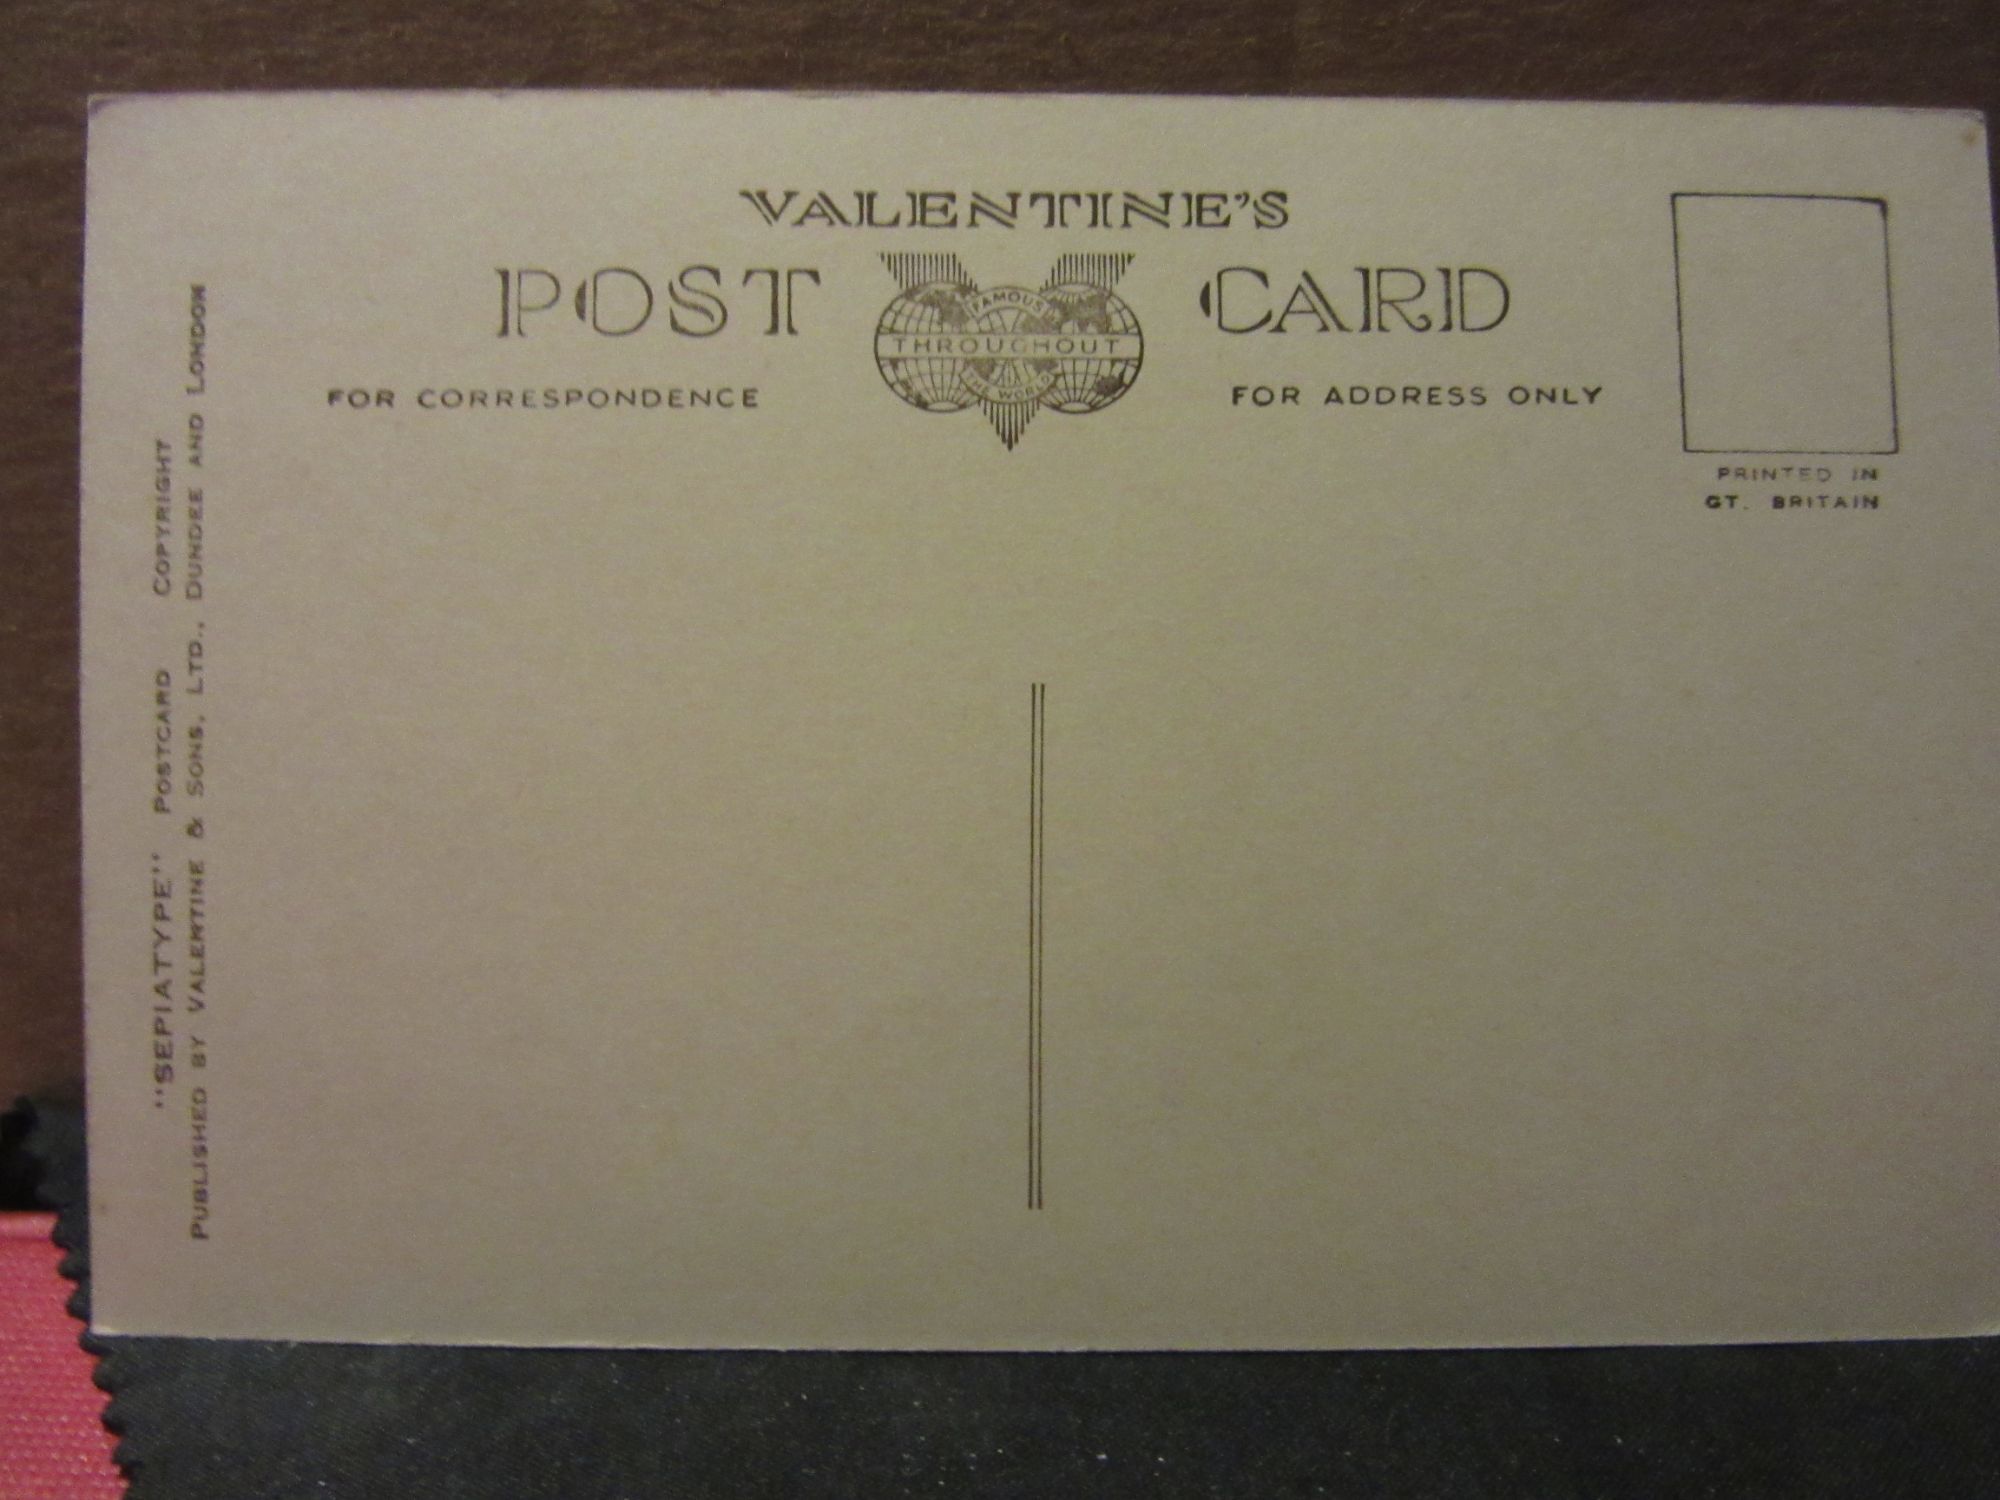 VALENTINE'S
POST CARD
FAMOUS
THROUGHOUT
THE WORLD
FOR CORRESPONDENCE
FOR ADDRESS ONLY
PRINTED IN
GT. BRITAIN
"SEPIATYPE" POSTCARD COPYRIGHT
PUBLISHED BY VALENTINE & SONS, LTD., DUNDEE AND LONDON